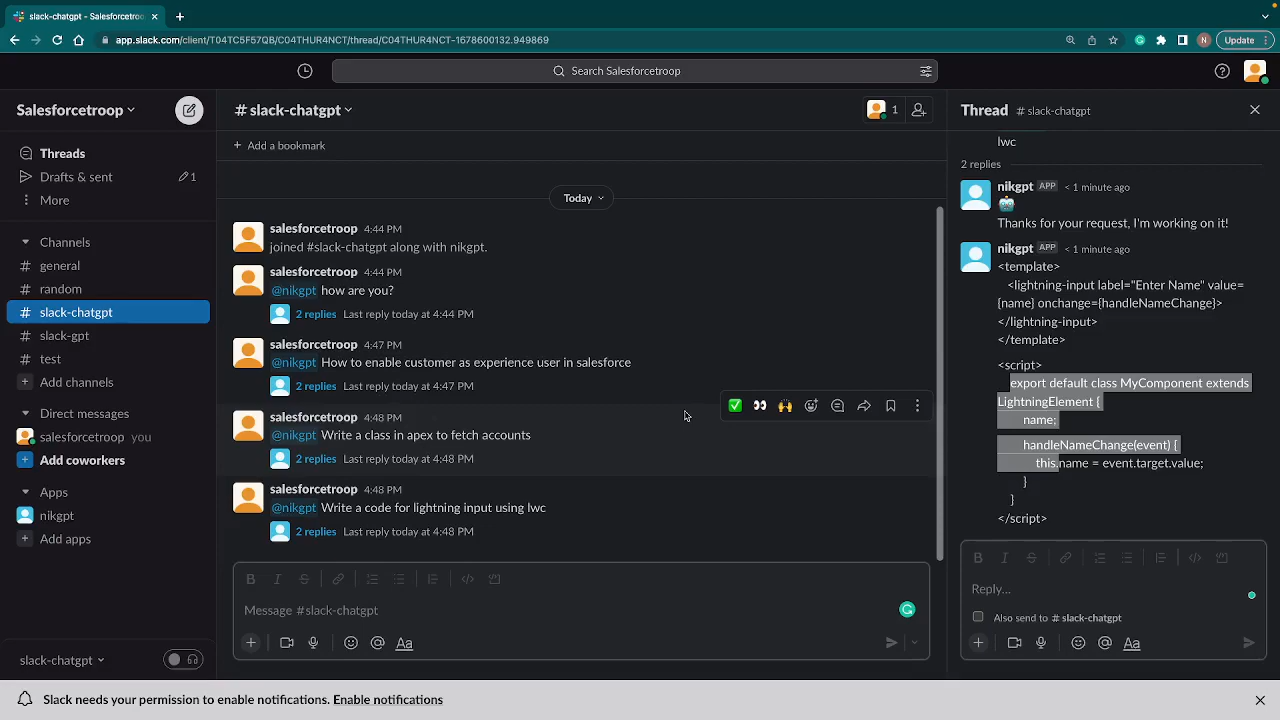 slack-chatgpt - Salesforcetroop
app.slack.com/client/T04TC5F57QB/C04THUR4NCT/thread/C04THUR4NCT-1678600132.949869
N
Update
Search Salesforcetroop
Salesforcetroop
Threads
Drafts & sent
1
More
Channels
# general
# random
# slack-chatgpt
# slack-gpt
# test
+ Add channels
Direct messages
salesforcetroop you
+ Add coworkers
Apps
nikgpt
+ Add apps
slack-chatgpt
# slack-chatgpt
1
+ Add a bookmark
Today
salesforcetroop 4:44 PM
joined #slack-chatgpt along with nikgpt.
salesforcetroop 4:44 PM
@nikgpt how are you?
2 replies Last reply today at 4:44 PM
salesforcetroop 4:47 PM
@nikgpt How to enable customer as experience user in salesforce
2 replies Last reply today at 4:47 PM
salesforcetroop 4:48 PM
@nikgpt Write a class in apex to fetch accounts
2 replies Last reply today at 4:48 PM
salesforcetroop 4:48 PM
@nikgpt Write a code for lightning input using lwc
2 replies Last reply today at 4:48 PM
B I S
Message #slack-chatgpt
Aa
Thread # slack-chatgpt
lwc
2 replies
nikgpt APP < 1 minute ago
Thanks for your request, I'm working on it!
nikgpt APP < 1 minute ago
<template>
<lightning-input label="Enter Name" value=
{name} onchange={handleNameChange}>
</lightning-input>
</template>
<script>
export default class MyComponent extends
LightningElement {
name;
handleNameChange(event) {
this.name = event.target.value;
}
}
</script>
B I S
Reply...
Also send to # slack-chatgpt
Aa
Slack needs your permission to enable notifications. Enable notifications